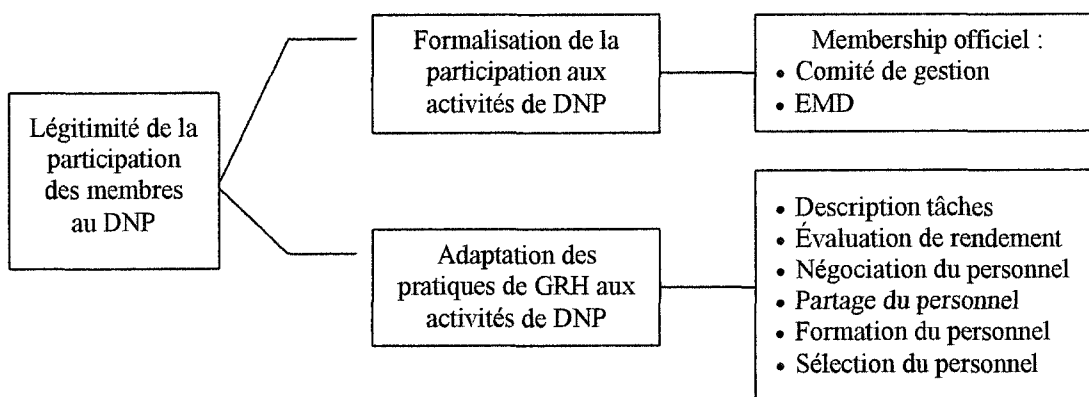 Légitimité de la
participation
des membres
au DNP
Formalisation de la
participation aux
activités de DNP
Membership officiel :
• Comité de gestion
• EMD
Adaptation des
pratiques de GRH aux
activités de DNP
• Description tâches
• Évaluation de rendement
• Négociation du personnel
• Partage du personnel
• Formation du personnel
• Sélection du personnel